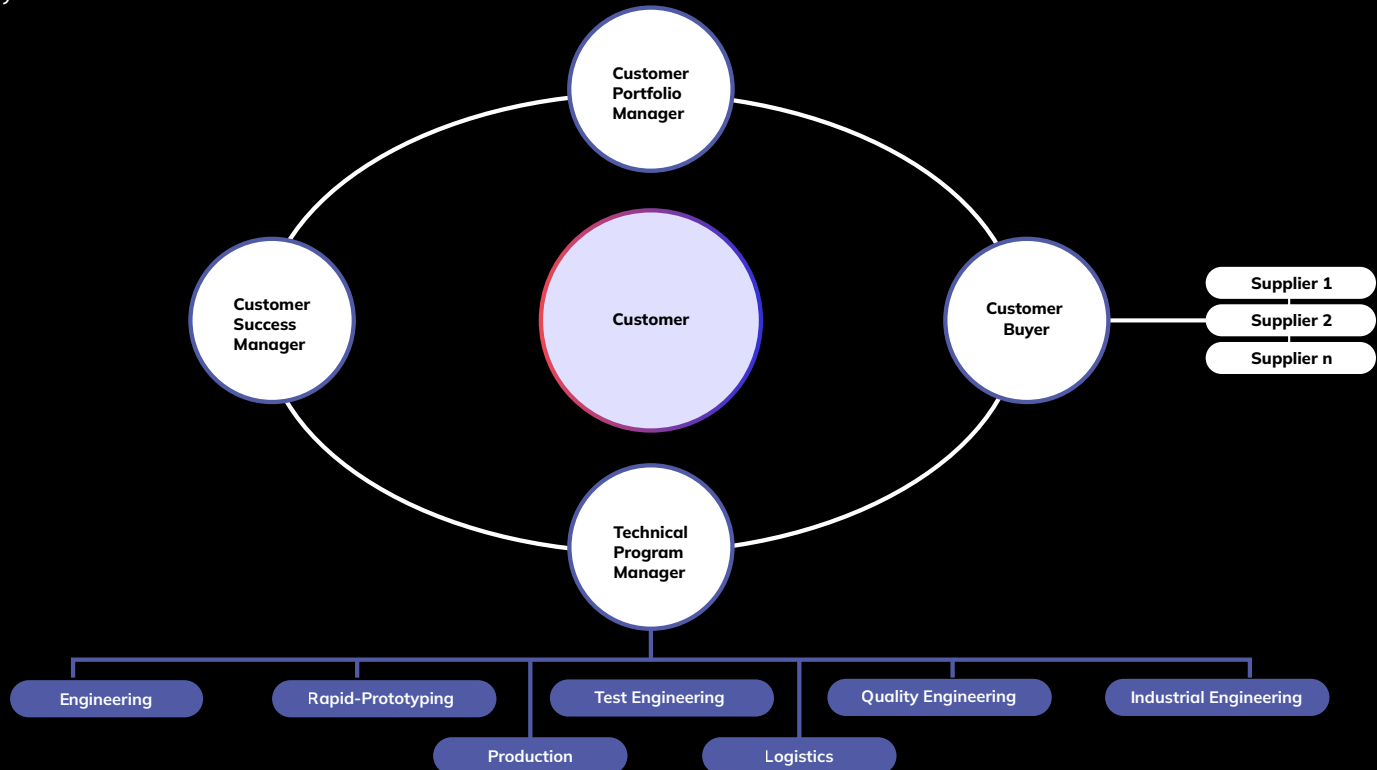 Customer
Portfolio
Manager
Customer
Success
Manager
Customer
Customer
Buyer
Supplier 1
Supplier 2
Supplier n
Technical
Program
Manager
Engineering
Rapid-Prototyping
Test Engineering
Quality Engineering
Industrial Engineering
Production
Logistics